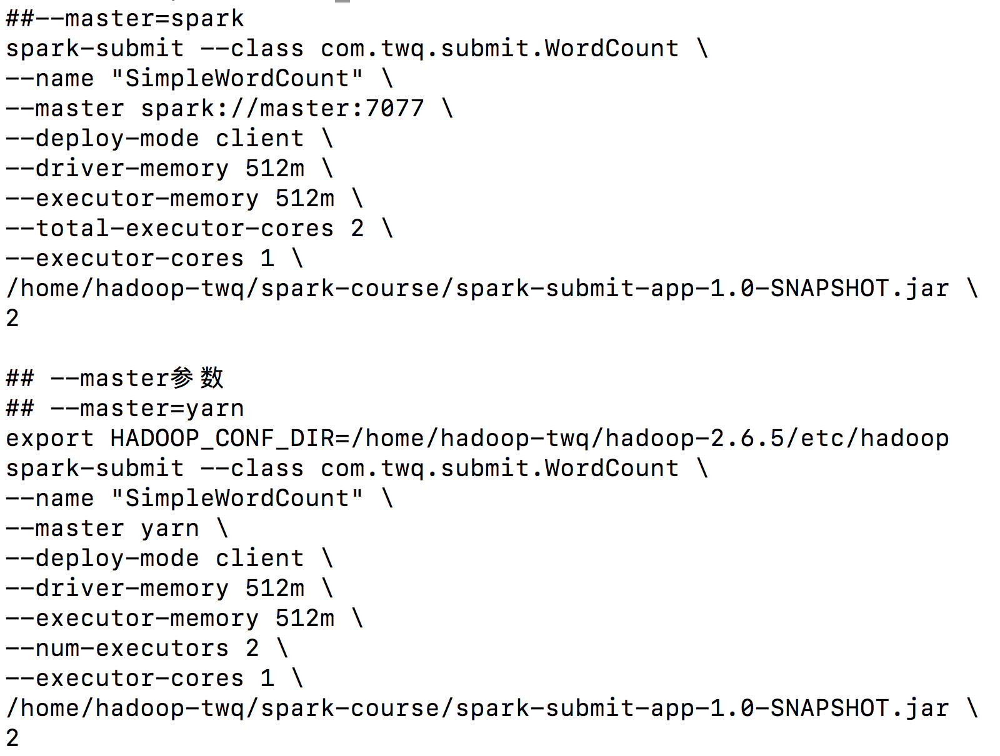 ##--master=spark
spark-submit --class com.twq.submit.WordCount \
--name "SimpleWordCount" \
--master spark://master:7077 \
--deploy-mode client \
--driver-memory 512m \
--executor-memory 512m \
--total-executor-cores 2 \
--executor-cores 1 \
/home/hadoop-twq/spark-course/spark-submit-app-1.0-SNAPSHOT.jar \
2
## --master参数
## --master=yarn
export HADOOP_CONF_DIR=/home/hadoop-twq/hadoop-2.6.5/etc/hadoop
spark-submit --class com.twq.submit.WordCount \
--name "SimpleWordCount" \
--master yarn \
--deploy-mode client \
--driver-memory 512m \
--executor-memory 512m \
--num-executors 2 \
--executor-cores 1 \
/home/hadoop-twq/spark-course/spark-submit-app-1.0-SNAPSHOT.jar \
2